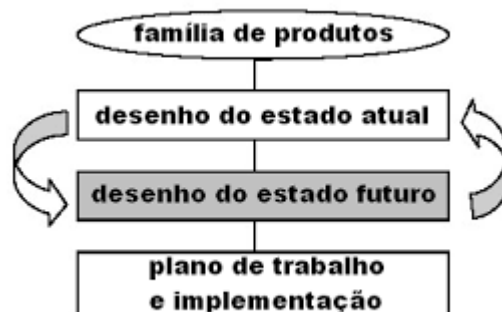 família de produtos
desenho do estado atual
desenho do estado futuro
plano de trabalho
e implementação